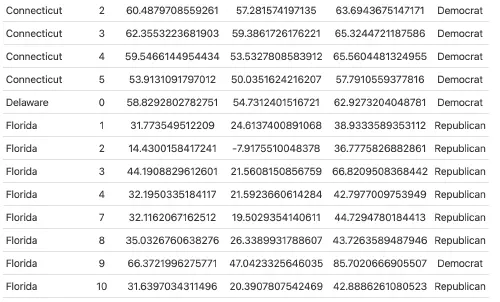 Connecticut 2 60.4879708559261 57.281574197135 63.6943675147171 Democrat
Connecticut 3 62.3553223681903 59.3861726176221 65.3244721187586 Democrat
Connecticut 4 59.5466144954434 53.5327808583912 65.5604481324955 Democrat
Connecticut 5 53.9131091797012 50.0351624216207 57.7910559377816 Democrat
Delaware 0 58.8292802782751 54.7312401516721 62.9273204048781 Democrat
Florida 1 31.773549512209 24.6137400891068 38.9333589353112 Republican
Florida 2 14.4300158417241 -7.9175510048378 36.7775826882861 Republican
Florida 3 44.1908829612601 21.5608150856759 66.8209508368442 Republican
Florida 4 32.1950335184117 21.5923660614284 42.7977009753949 Republican
Florida 7 32.1162067162512 19.5029354140611 44.7294780184413 Republican
Florida 8 35.0326760638276 26.3389931788607 43.7263589487946 Republican
Florida 9 66.3721996275771 47.0423325646035 85.7020666905507 Democrat
Florida 10 31.6397034311496 20.3907807542469 42.8886261080523 Republican